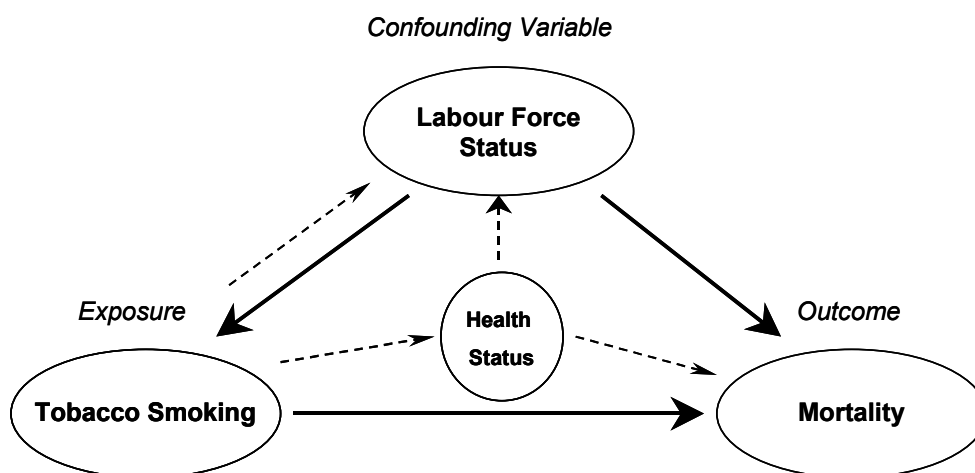 Confounding Variable
Labour Force
Status
Exposure
Health
Status
Outcome
Tobacco Smoking
Mortality